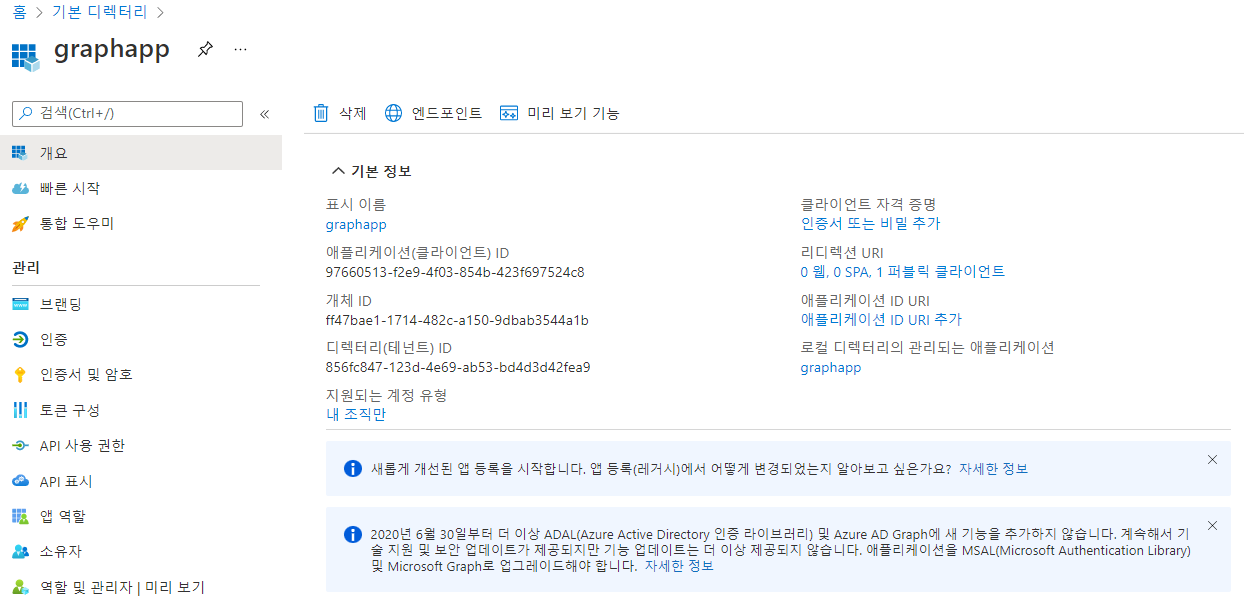 홈 > 기본 디렉터리 >
graphapp
...
검색(Ctrl+/)
«
개요
빠른 시작
통합 도우미
관리
브랜딩
인증
인증서 및 암호
토큰 구성
API 사용 권한
API 표시
앱 역할
소유자
역할 및 관리자 | 미리 보기
삭제 엔드포인트 미리 보기 기능
기본 정보
표시 이름
graphapp
애플리케이션(클라이언트) ID
97660513-f2e9-4f03-854b-423f697524c8
개체 ID
ff47bae1-1714-482c-a150-9dbab3544a1b
디렉터리(테넌트) ID
856fc847-123d-4e69-ab53-bd4d3d42fea9
지원되는 계정 유형
내 조직만
클라이언트 자격 증명
인증서 또는 비밀 추가
리디렉션 URI
0 웹, 0 SPA, 1 퍼블릭 클라이언트
애플리케이션 ID URI
애플리케이션 ID URI 추가
로컬 디렉터리의 관리되는 애플리케이션
graphapp
새롭게 개선된 앱 등록을 시작합니다. 앱 등록(레거시)에서 어떻게 변경되었는지 알아보고 싶은가요? 자세한 정보
2020년 6월 30일부터 더 이상 ADAL(Azure Active Directory 인증 라이브러리) 및 Azure AD Graph에 새 기능을 추가하지 않습니다. 계속해서 기
술 지원 및 보안 업데이트가 제공되지만 기능 업데이트는 더 이상 제공되지 않습니다. 애플리케이션을 MSAL(Microsoft Authentication Library)
및 Microsoft Graph로 업그레이드해야 합니다. 자세한 정보